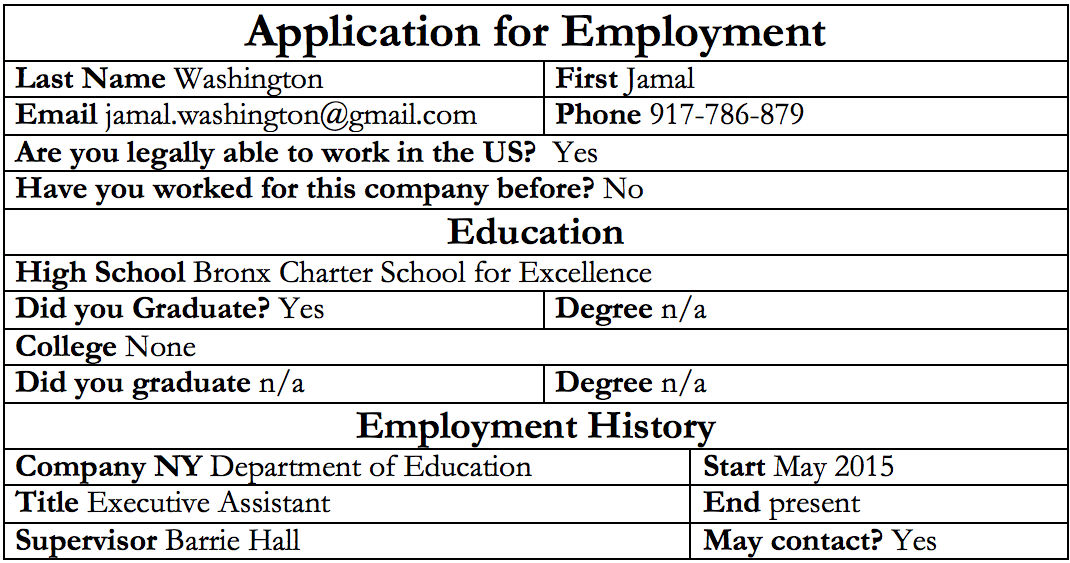 Application for Employment
Last Name Washington First Jamal
Email jamal.washington@gmail.com Phone 917-786-879
Are you legally able to work in the US? Yes
Have you worked for this company before? No
Education
High School Bronx Charter School for Excellence
Did you Graduate? Yes Degree n/a
College None
Did you graduate n/a Degree n/a
Employment History
Company NY Department of Education Start May 2015
Title Executive Assistant End present
Supervisor Barrie Hall May contact? Yes